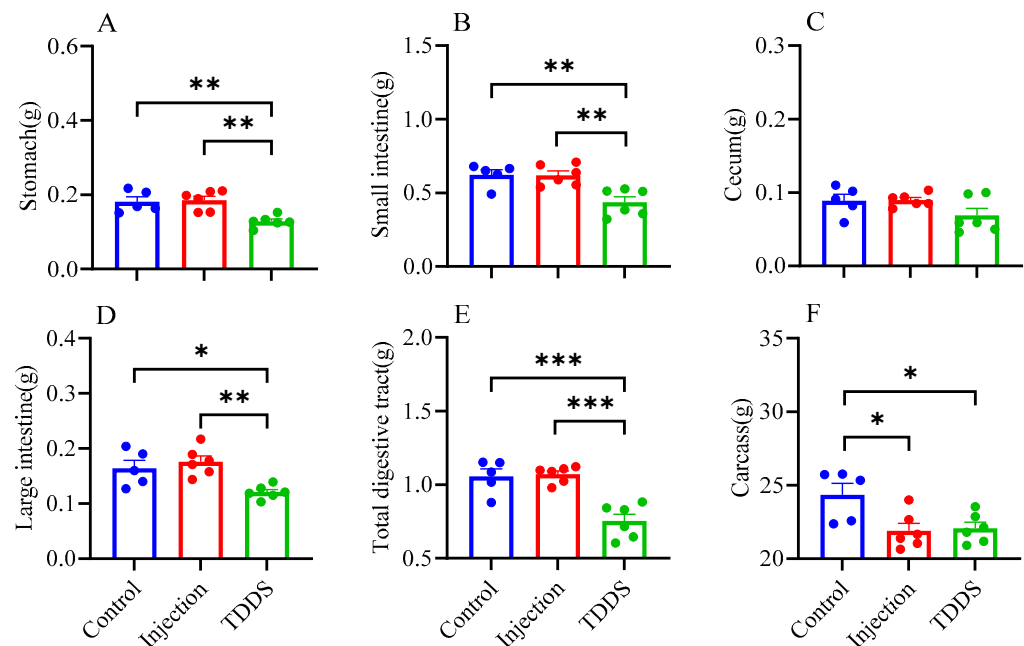 A
Stomach(g)
0.6
0.4
0.2
0.0
**
**
B
Small intestine(g)
1.5
1.0
0.5
0.0
**
**
C
Cecum(g)
0.3
0.2
0.1
0.0
D
Large intestine(g)
0.4
0.3
0.2
0.1
0.0
*
**
Control
Injection
TDDS
E
Total digestive tract(g)
2.0
1.5
1.0
0.5
***
***
Control
Injection
TDDS
F
Carcass(g)
35
30
25
20
*
*
Control
Injection
TDDS